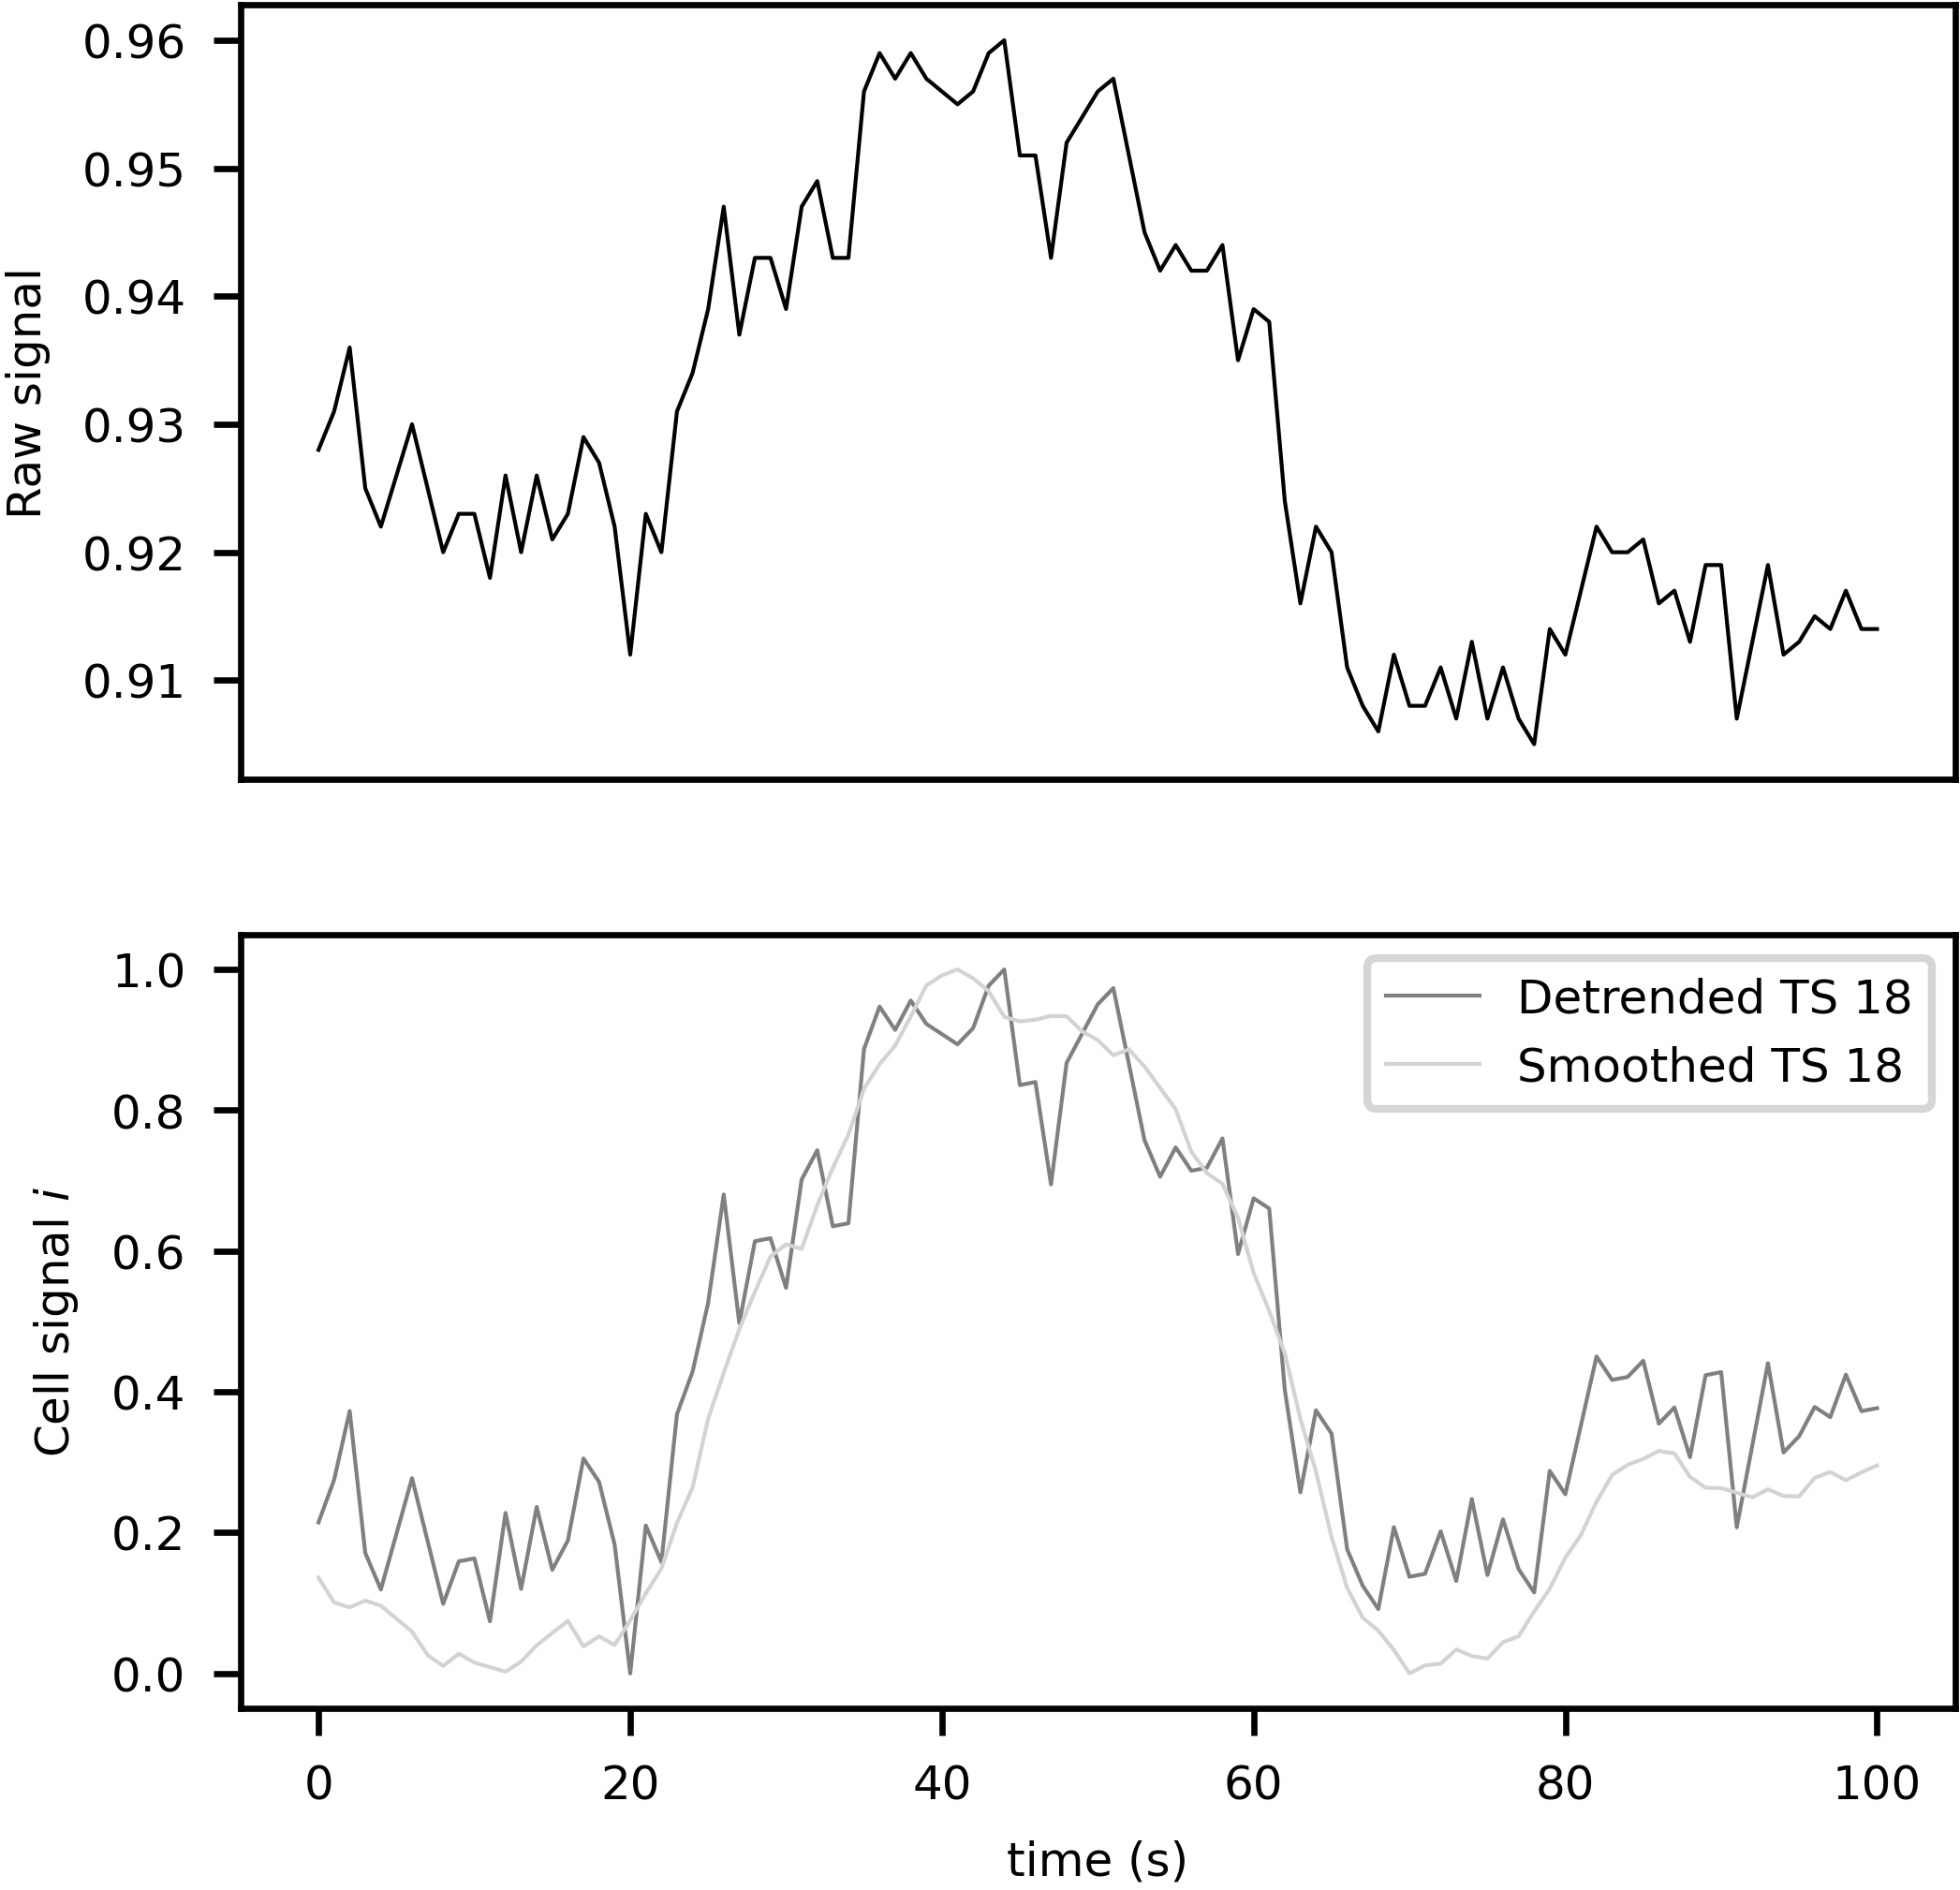 0.96
0.95
0.94
0.93
0.92
0.91
Raw signal
1.0
0.8
0.6
0.4
0.2
0.0
Cell signal i
Detrended TS 18
Smoothed TS 18
0 20 40 60 80 100
time (s)